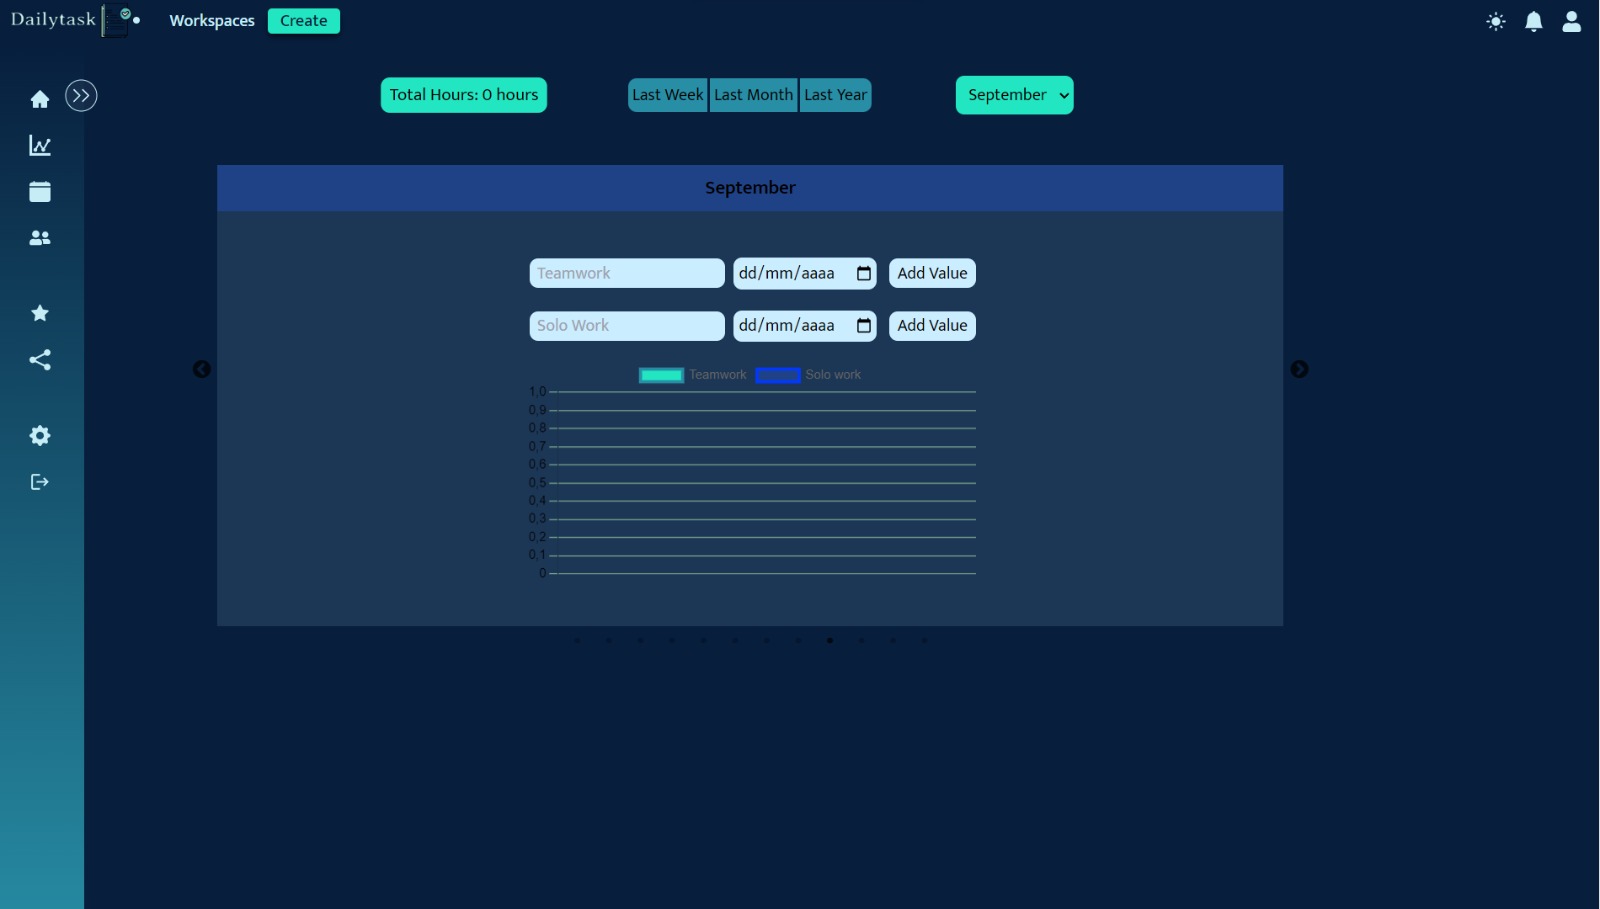 Dailytask Workspaces Create
Total Hours: 0 hours Last Week Last Month Last Year September
September
Teamwork dd/mm/aaaa Add Value
Solo Work dd/mm/aaaa Add Value
Teamwork Solo work
1,0
0,9
0,8
0,7
0,6
0,5
0,4
0,3
0,2
0,1
0